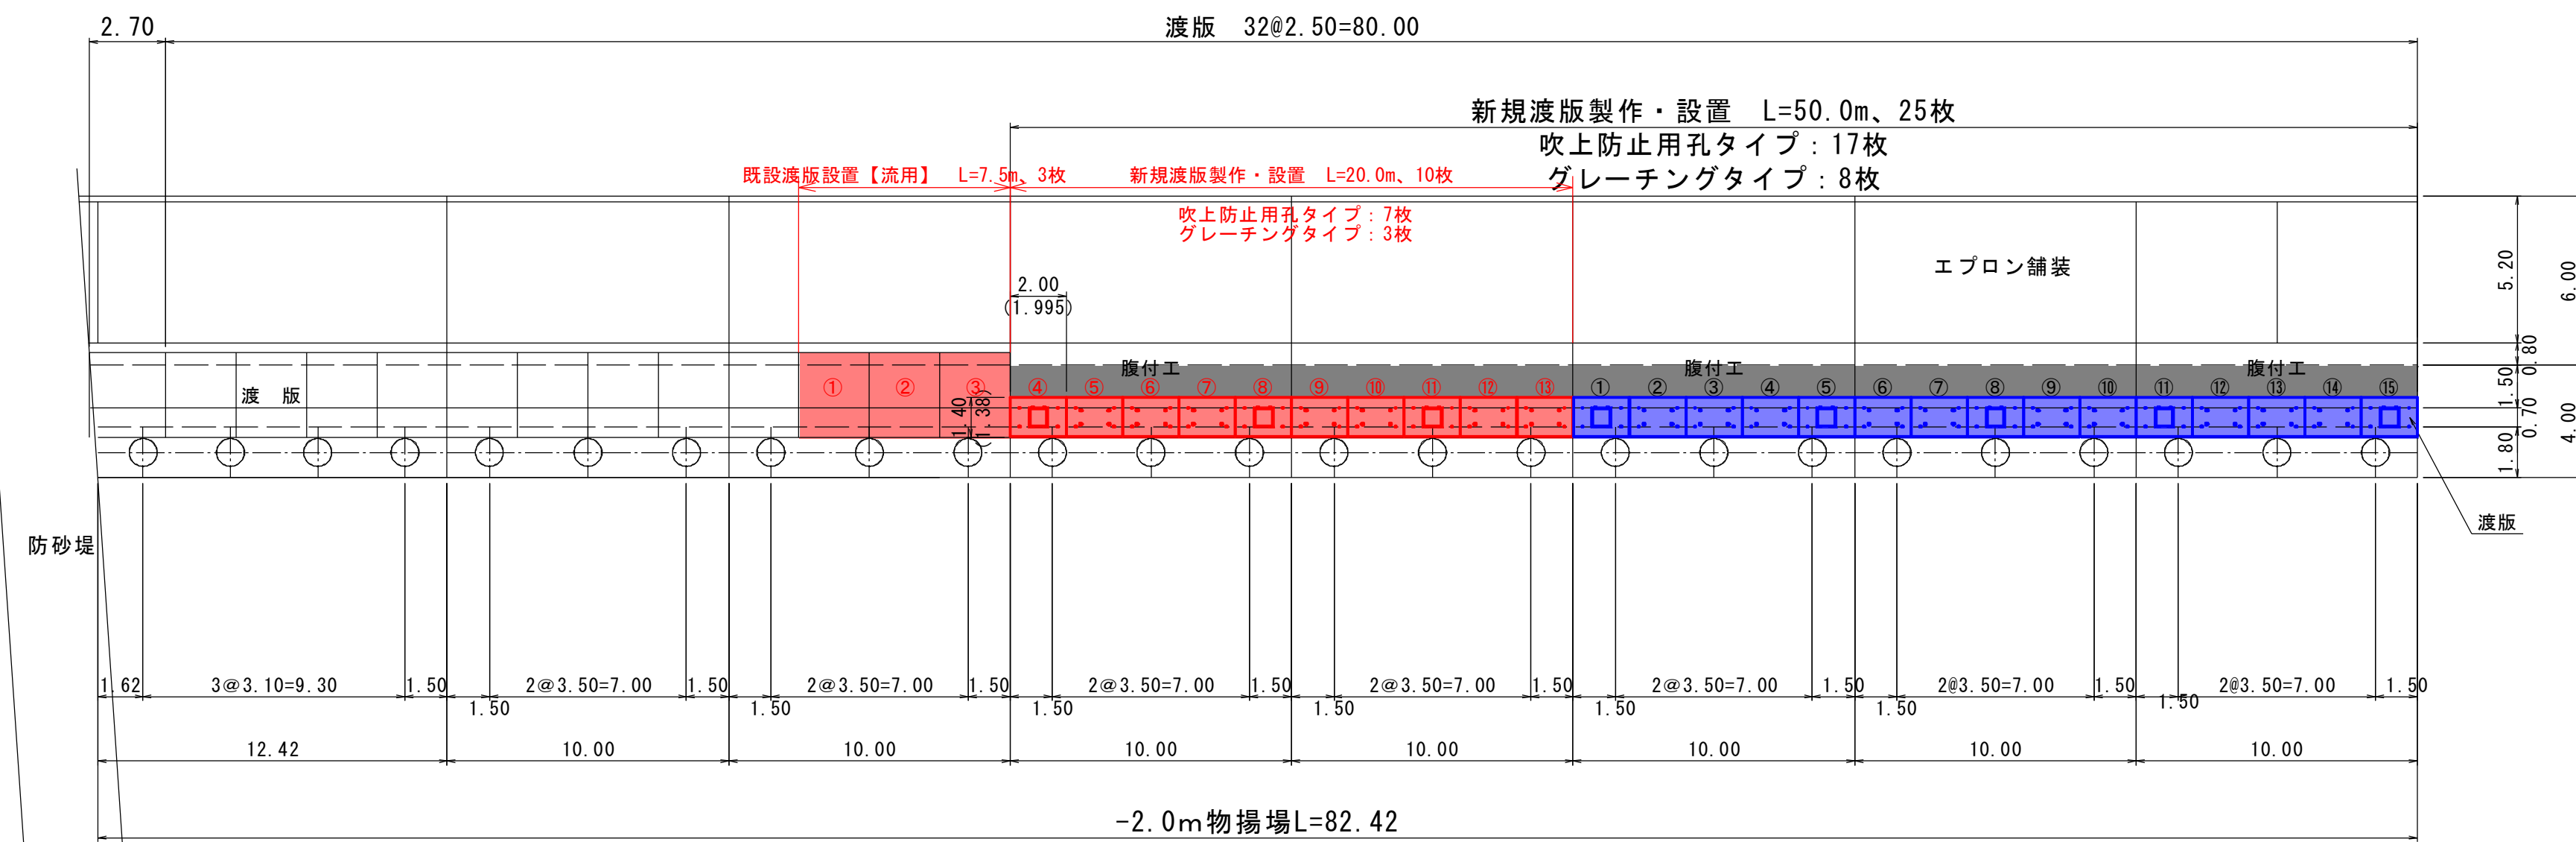 2.70
渡版　32@2.50=80.00
新規渡版製作・設置　L=50.0m、25枚
吹上防止用孔タイプ：17枚
グレーチングタイプ：8枚
既設渡版設置【流用】　L=7.5m、3枚
新規渡版製作・設置　L=20.0m、10枚
吹上防止用孔タイプ：7枚
グレーチングタイプ：3枚
エプロン舗装
2.00
(1.995)
5.20
6.00
0.80
1.50
0.70
1.80
4.00
腹付工
腹付工
腹付工
渡　版
① ② ③ ④ ⑤ ⑥ ⑦ ⑧ ⑨ ⑩ ⑪ ⑫ ⑬ ① ② ③ ④ ⑤ ⑥ ⑦ ⑧ ⑨ ⑩ ⑪ ⑫ ⑬ ⑭ ⑮
1.40
(1.38)
渡版
防砂堤
1.62 3@3.10=9.30 1.50 2@3.50=7.00 1.50 2@3.50=7.00 1.50 2@3.50=7.00 1.50 2@3.50=7.00 1.50 2@3.50=7.00 1.50 2@3.50=7.00 1.50 2@3.50=7.00 1.50
1.50 1.50 1.50 1.50 1.50 1.50 1.50
12.42 10.00 10.00 10.00 10.00 10.00 10.00 10.00
-2.0m物揚場L=82.42